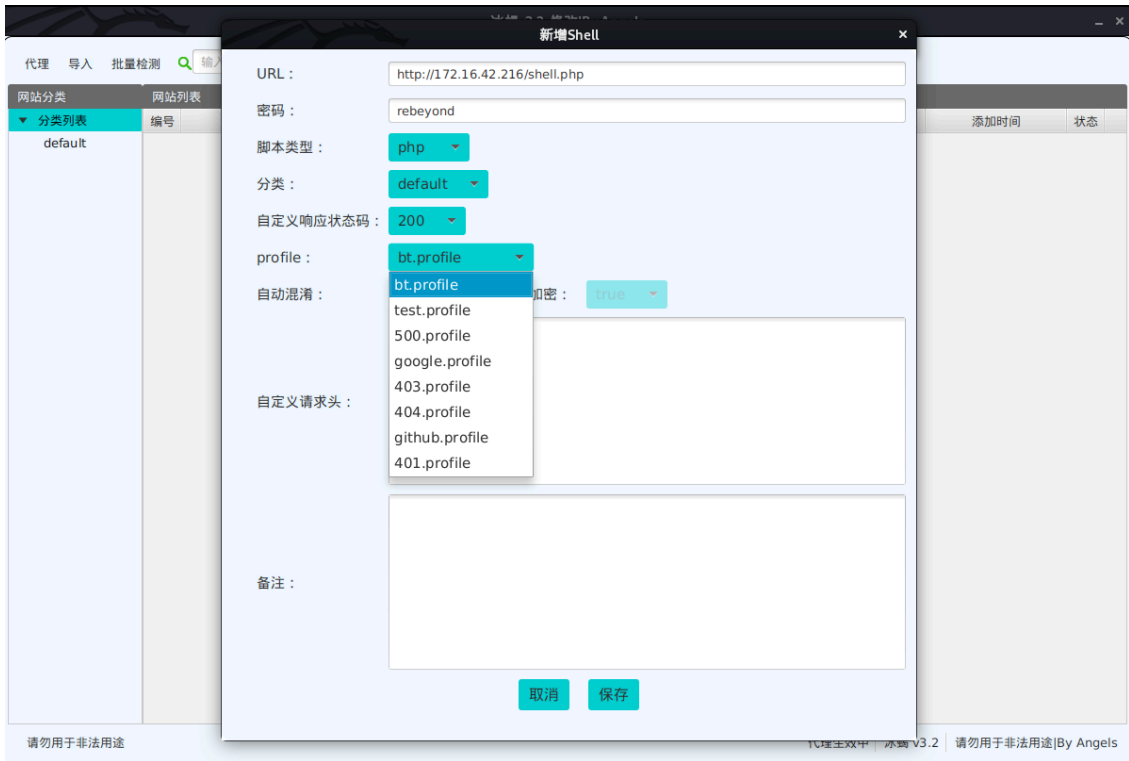 新增Shell
代理 导入 批量检测
网站分类 网站列表
分类列表 编号 添加时间 状态
default
URL： http://172.16.42.216/shell.php
密码： rebeyond
脚本类型： php
分类： default
自定义响应状态码： 200
profile： bt.profile
bt.profile
自动混淆： 加密： true
test.profile
500.profile
google.profile
403.profile
自定义请求头：
404.profile
github.profile
401.profile
备注：
取消 保存
请勿用于非法用途 代理生效中 冰蝎 v3.2 请勿用于非法用途|By Angels